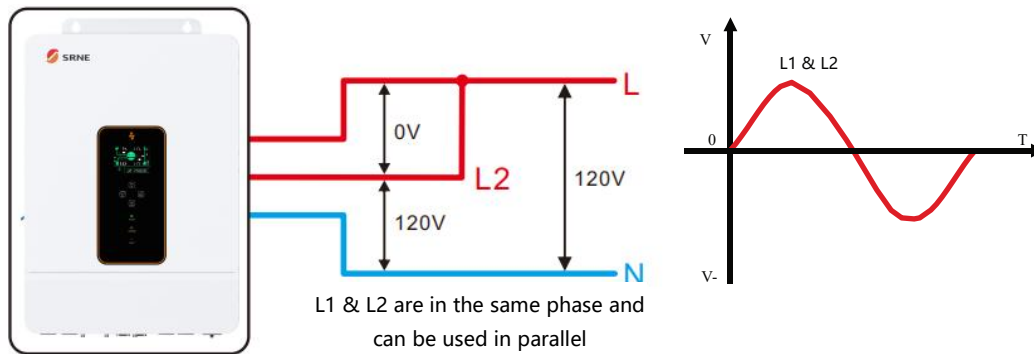 SRNE
L
0V
L2
120V
120V
N
L1 & L2 are in the same phase and
can be used in parallel
V
L1 & L2
0
T
V-